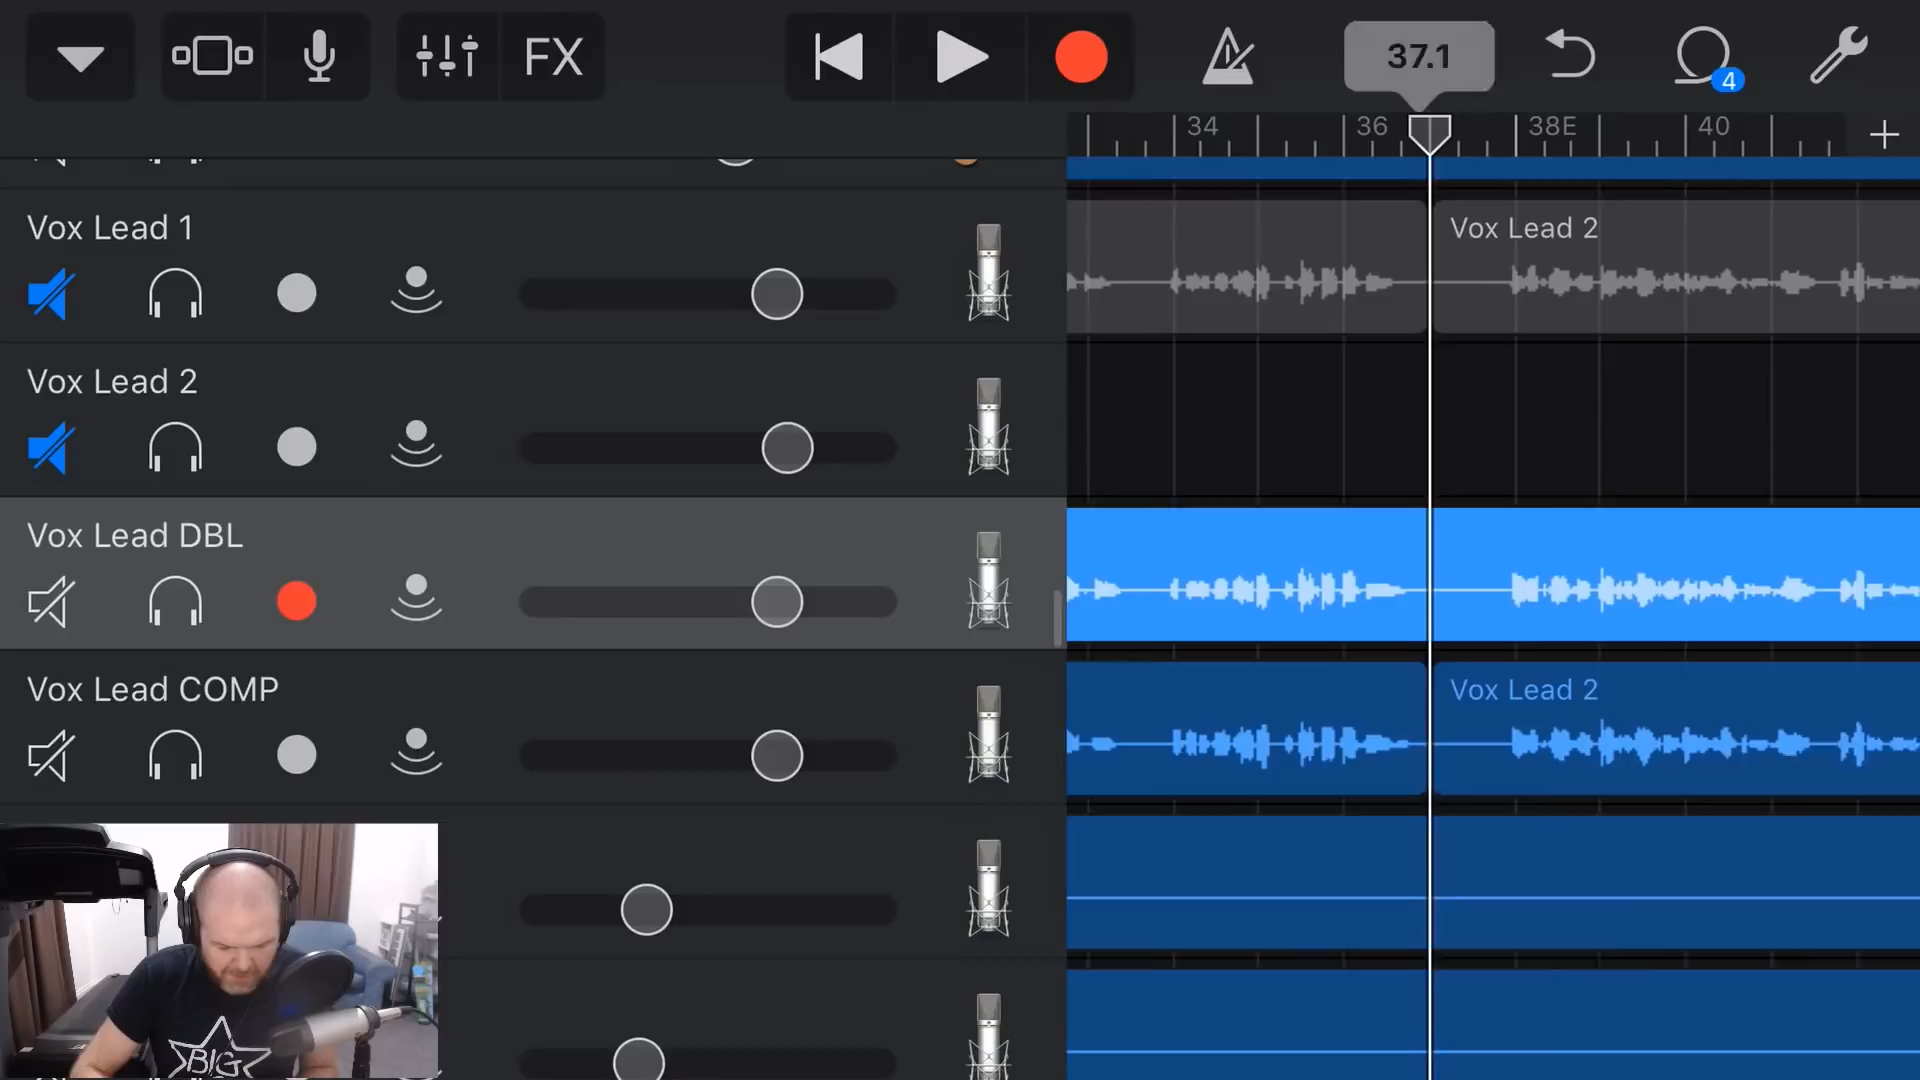 FX
37.1
4
34
36
38E
40
Vox Lead 1
Vox Lead 2
Vox Lead 2
Vox Lead DBL
Vox Lead COMP
Vox Lead 2
BIG